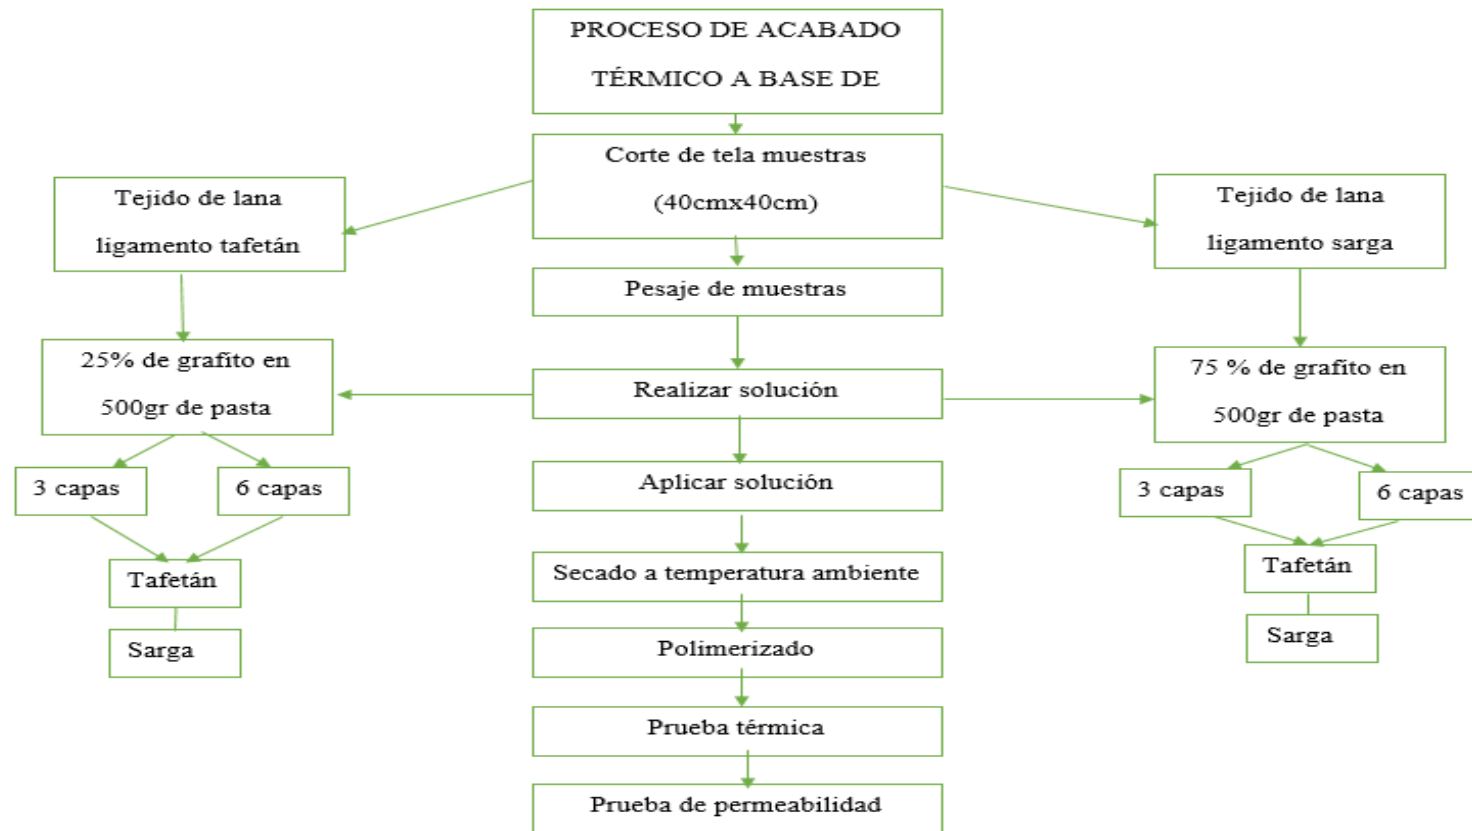 PROCESO DE ACABADO
TÉRMICO A BASE DE
Corte de tela muestras
(40cmx40cm)
Tejido de lana
ligamento tafetán
Tejido de lana
ligamento sarga
Pesaje de muestras
25% de grafíto en
500gr de pasta
Realizar solución
75 % de grafíto en
500gr de pasta
3 capas
6 capas
Aplicar solución
3 capas
6 capas
Secado a temperatura ambiente
Tafetán
Sarga
Tafetán
Sarga
Polimerizado
Prueba térmica
Prueba de permeabilidad